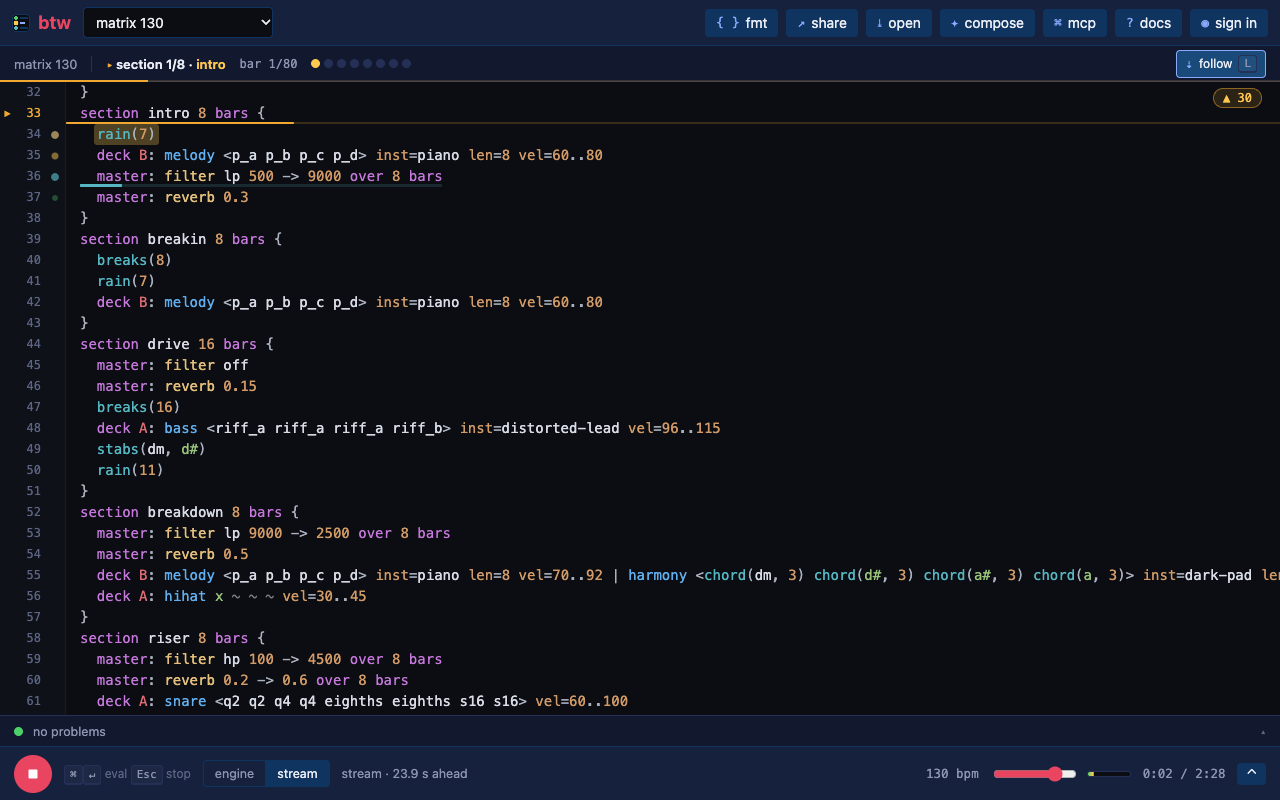 btw matrix 130 { } fmt ↗ share ↓ open ✦ compose ⌘ mcp ? docs ◉ sign in
matrix 130 ▸ section 1/8 · intro bar 1/80 ↓ follow L
▲ 30
32 }
33 section intro 8 bars {
34 rain(7)
35 deck B: melody <p_a p_b p_c p_d> inst=piano len=8 vel=60..80
36 master: filter lp 500 -> 9000 over 8 bars
37 master: reverb 0.3
38 }
39 section breakin 8 bars {
40 breaks(8)
41 rain(7)
42 deck B: melody <p_a p_b p_c p_d> inst=piano len=8 vel=60..80
43 }
44 section drive 16 bars {
45 master: filter off
46 master: reverb 0.15
47 breaks(16)
48 deck A: bass <riff_a riff_a riff_a riff_b> inst=distorted-lead vel=96..115
49 stabs(dm, d#)
50 rain(11)
51 }
52 section breakdown 8 bars {
53 master: filter lp 9000 -> 2500 over 8 bars
54 master: reverb 0.5
55 deck B: melody <p_a p_b p_c p_d> inst=piano len=8 vel=70..92 | harmony <chord(dm, 3) chord(d#, 3) chord(a#, 3) chord(a, 3)> inst=dark-pad
56 deck A: hihat x ~ ~ ~ vel=30..45
57 }
58 section riser 8 bars {
59 master: filter hp 100 -> 4500 over 8 bars
60 master: reverb 0.2 -> 0.6 over 8 bars
61 deck A: snare <q2 q2 q4 q4 eighths eighths s16 s16> vel=60..100
no problems
⌘ ↵ eval Esc stop engine stream stream · 23.9 s ahead 130 bpm 0:02 / 2:28